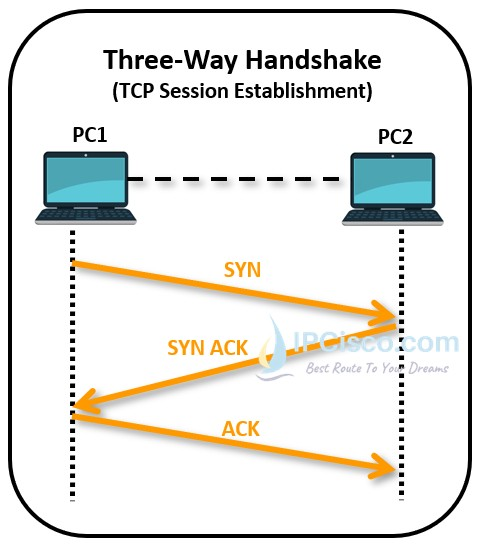 Three-Way Handshake
(TCP Session Establishment)
PC1
PC2
SYN
IPCisco.com
SYN ACK
Best Route To Your Dreams
ACK